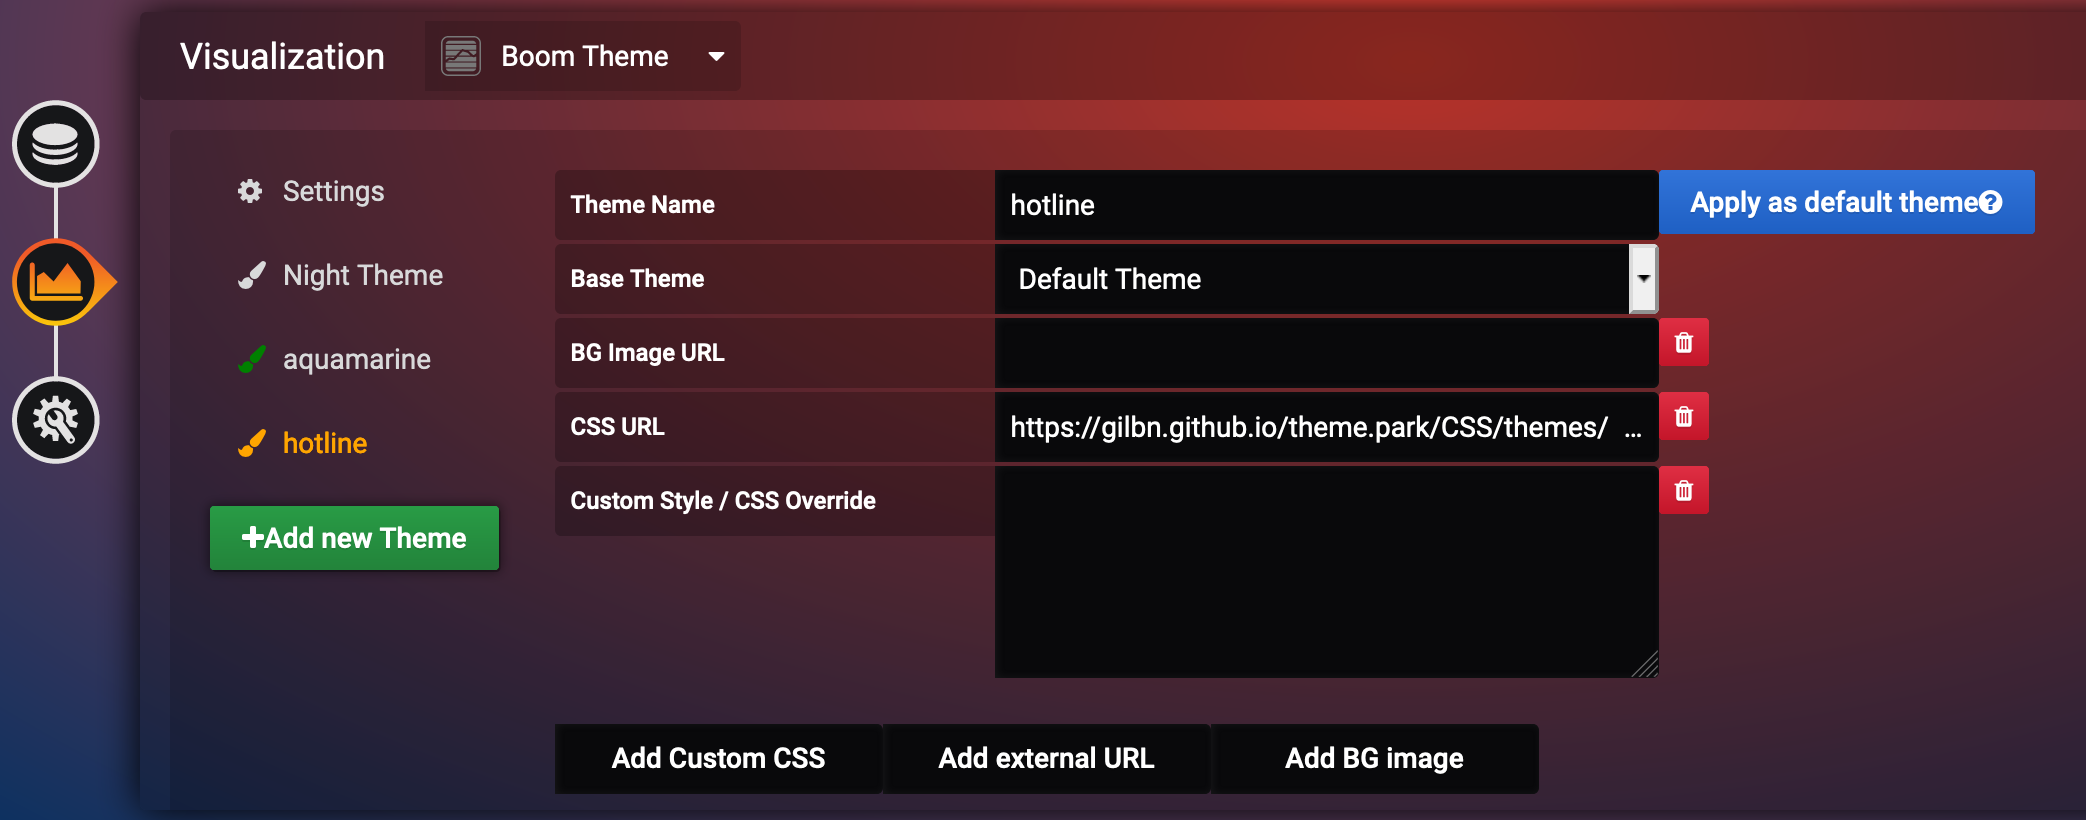 Visualization
Boom Theme
Settings
Night Theme
aquamarine
hotline
Add new Theme
Theme Name
hotline
Apply as default theme
Base Theme
Default Theme
BG Image URL
CSS URL
https://gilbn.github.io/theme.park/CSS/themes/ ...
Custom Style / CSS Override
Add Custom CSS
Add external URL
Add BG image